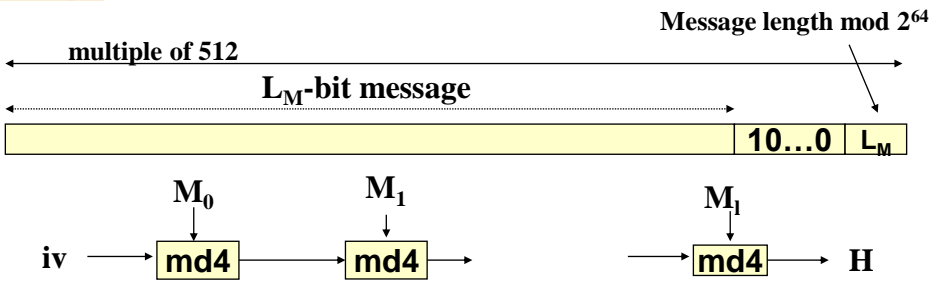 Message length mod 2⁶⁴
multiple of 512
L_M-bit message
10…0 L_M
M₀ M₁ M_l
iv md4 md4 md4 H